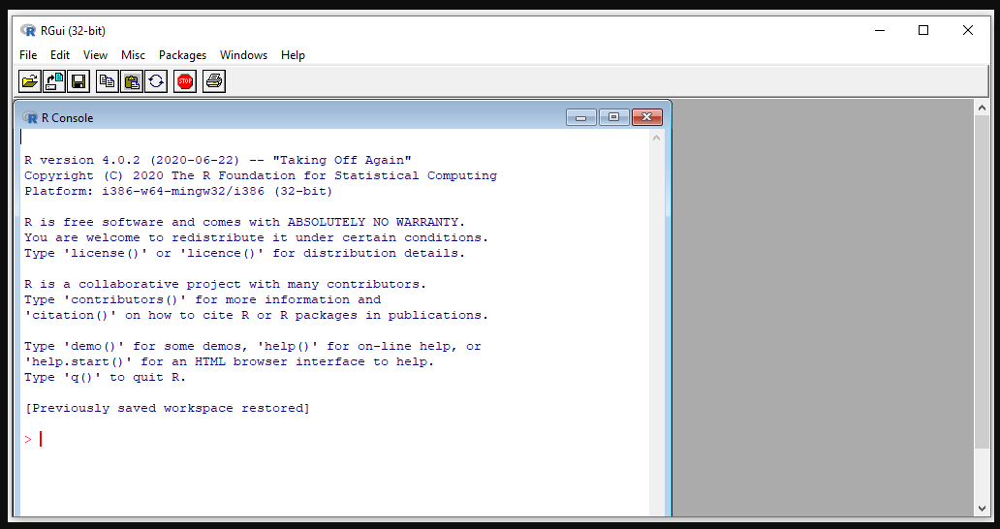 RGui (32-bit)
File Edit View Misc Packages Windows Help
STOP
R Console
R version 4.0.2 (2020-06-22) -- "Taking Off Again"
Copyright (C) 2020 The R Foundation for Statistical Computing
Platform: i386-w64-mingw32/i386 (32-bit)
R is free software and comes with ABSOLUTELY NO WARRANTY.
You are welcome to redistribute it under certain conditions.
Type 'license()' or 'licence()' for distribution details.
R is a collaborative project with many contributors.
Type 'contributors()' for more information and
'citation()' on how to cite R or R packages in publications.
Type 'demo()' for some demos, 'help()' for on-line help, or
'help.start()' for an HTML browser interface to help.
Type 'q()' to quit R.
[Previously saved workspace restored]
>